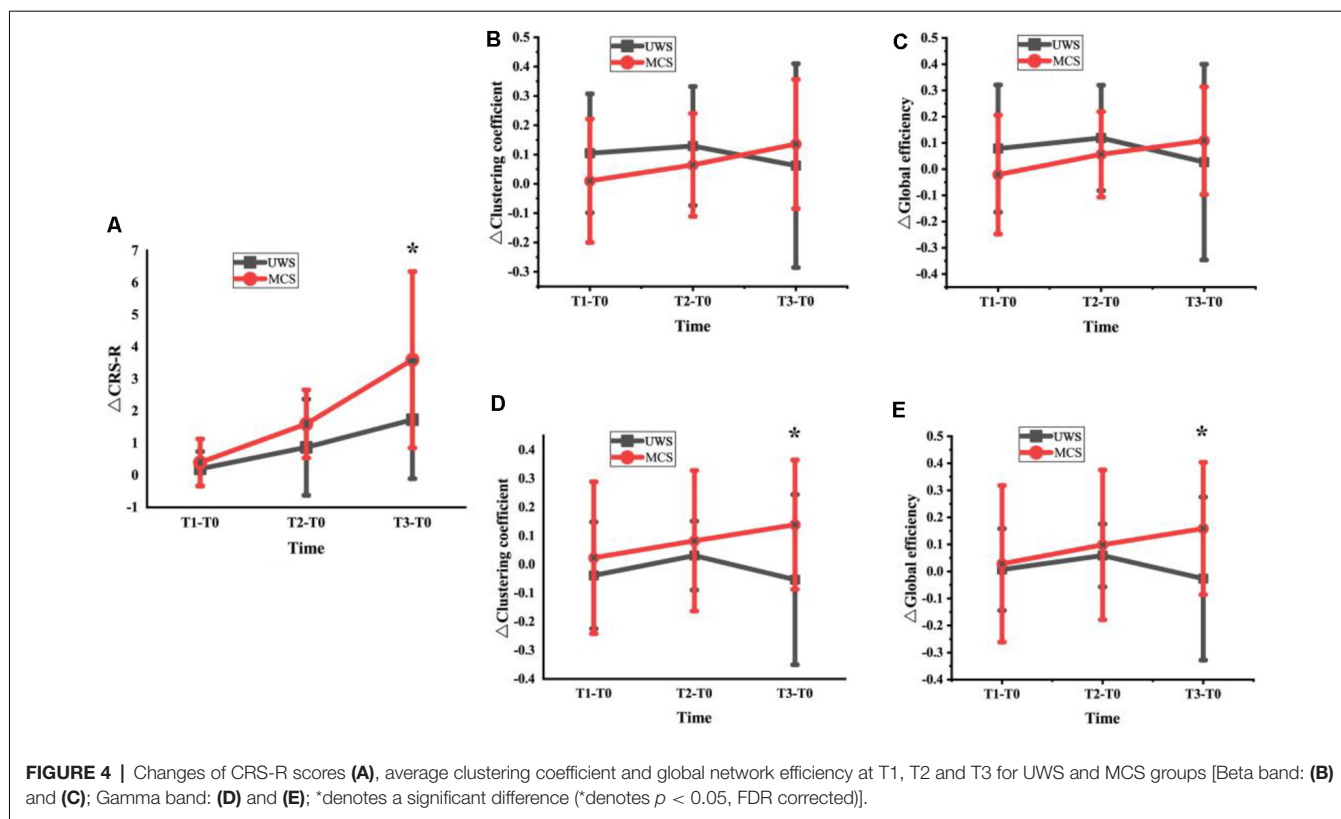 A
7
6
5
4
3
2
1
0
-1
△CRS-R
UWS
MCS
*
T1-T0 T2-T0 T3-T0
Time
B
0.5
0.4
0.3
0.2
0.1
0.0
-0.1
-0.2
-0.3
△Clustering coefficient
UWS
MCS
T1-T0 T2-T0 T3-T0
Time
C
0.5
0.4
0.3
0.2
0.1
0.0
-0.1
-0.2
-0.3
-0.4
△Global efficiency
UWS
MCS
T1-T0 T2-T0 T3-T0
Time
D
0.4
0.3
0.2
0.1
0.0
-0.1
-0.2
-0.3
-0.4
△Clustering coefficient
UWS
MCS
*
T1-T0 T2-T0 T3-T0
Time
E
0.5
0.4
0.3
0.2
0.1
0.0
-0.1
-0.2
-0.3
-0.4
△Global efficiency
UWS
MCS
*
T1-T0 T2-T0 T3-T0
Time
FIGURE 4 | Changes of CRS-R scores (A), average clustering coefficient and global network efficiency at T1, T2 and T3 for UWS and MCS groups [Beta band: (B)
and (C); Gamma band: (D) and (E); *denotes a significant difference (*denotes p < 0.05, FDR corrected)].